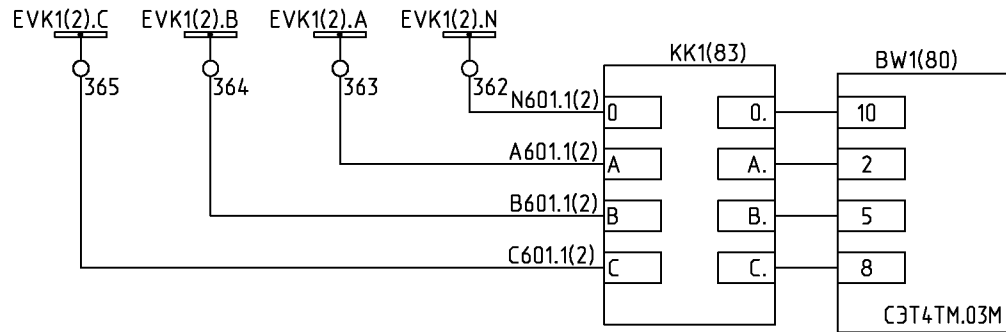 EVK1(2).C EVK1(2).B EVK1(2).A EVK1(2).N
KK1(83) BW1(80)
365 364 363 362
N601.1(2) 0 0. 10
A601.1(2) A A. 2
B601.1(2) B B. 5
C601.1(2) C C. 8
СЭТ4ТМ.03М